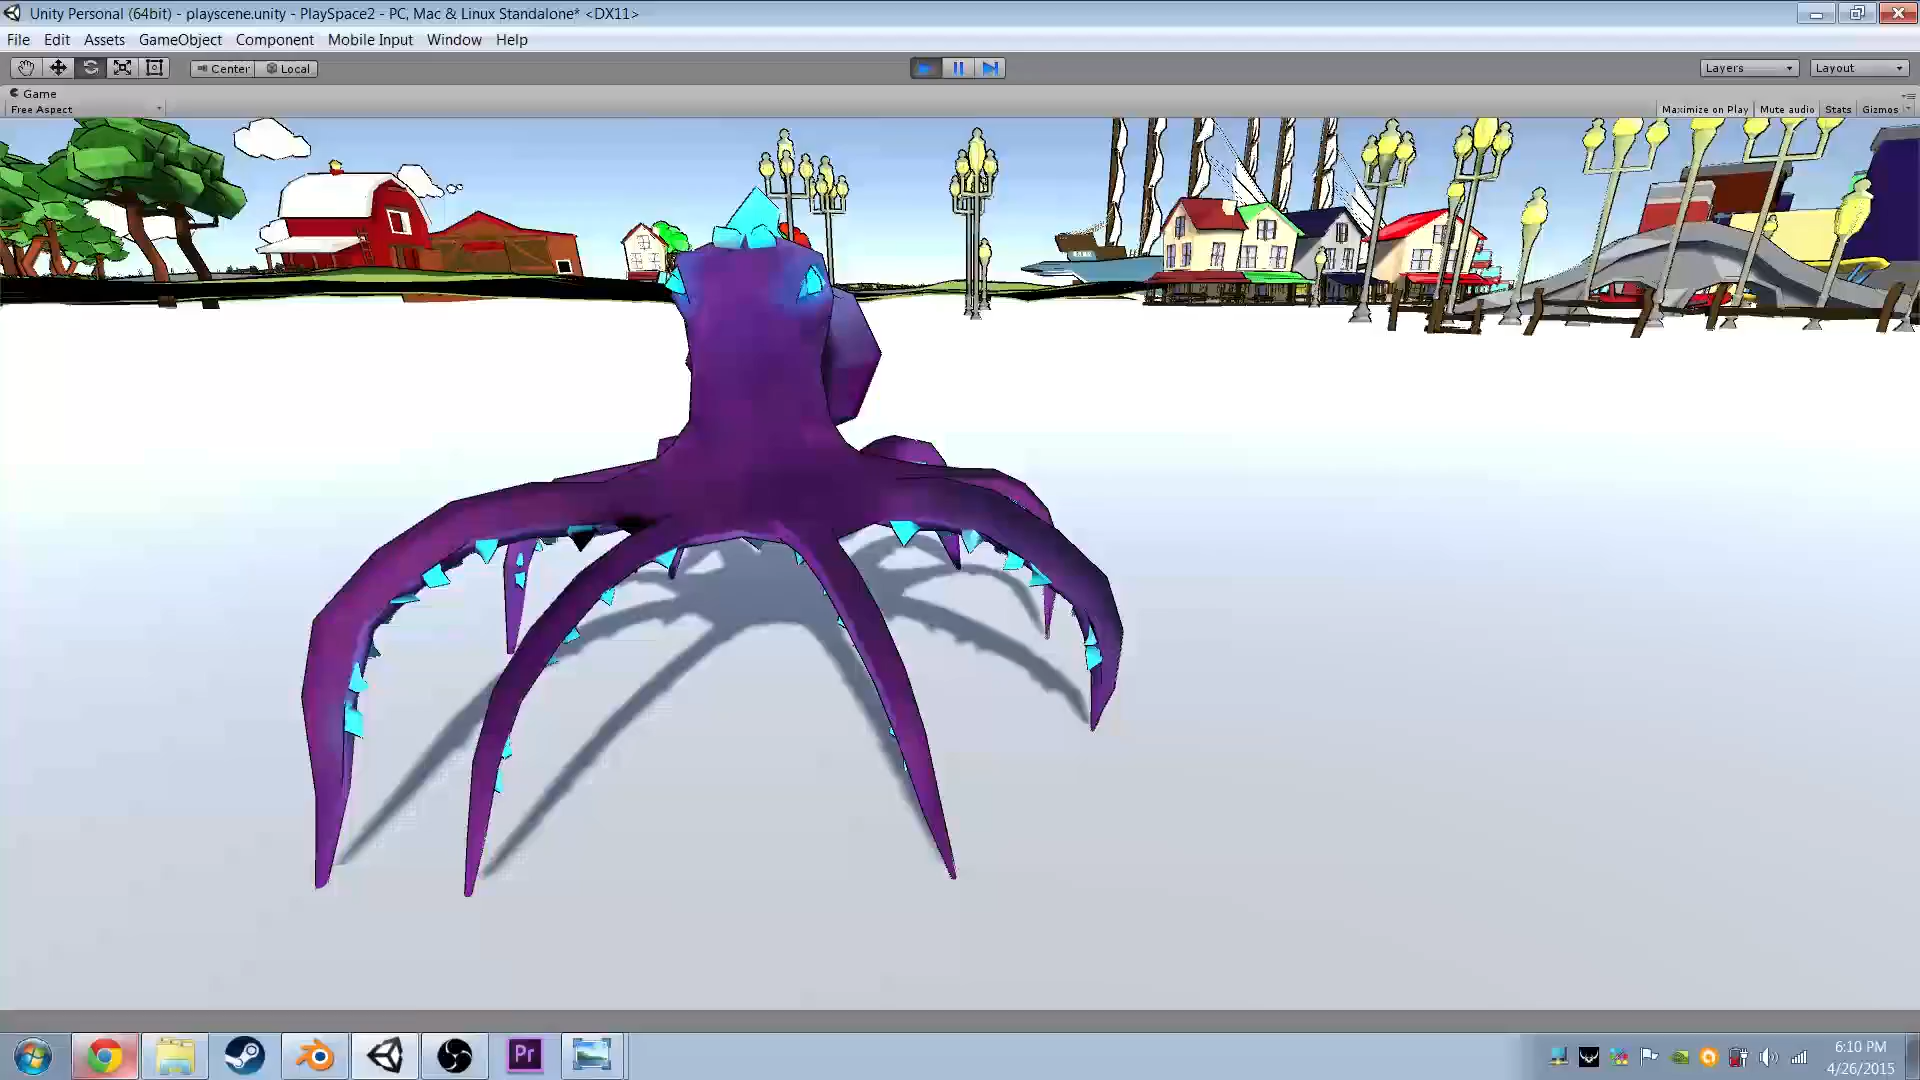 Unity Personal (64bit) - playscene.unity - PlaySpace2 - PC, Mac & Linux Standalone* <DX11>
File Edit Assets GameObject Component Mobile Input Window Help
Center Local Layers Layout
Game
Free Aspect Maximize on Play Mute audio Stats Gizmos
Pr
6:10 PM
4/26/2015